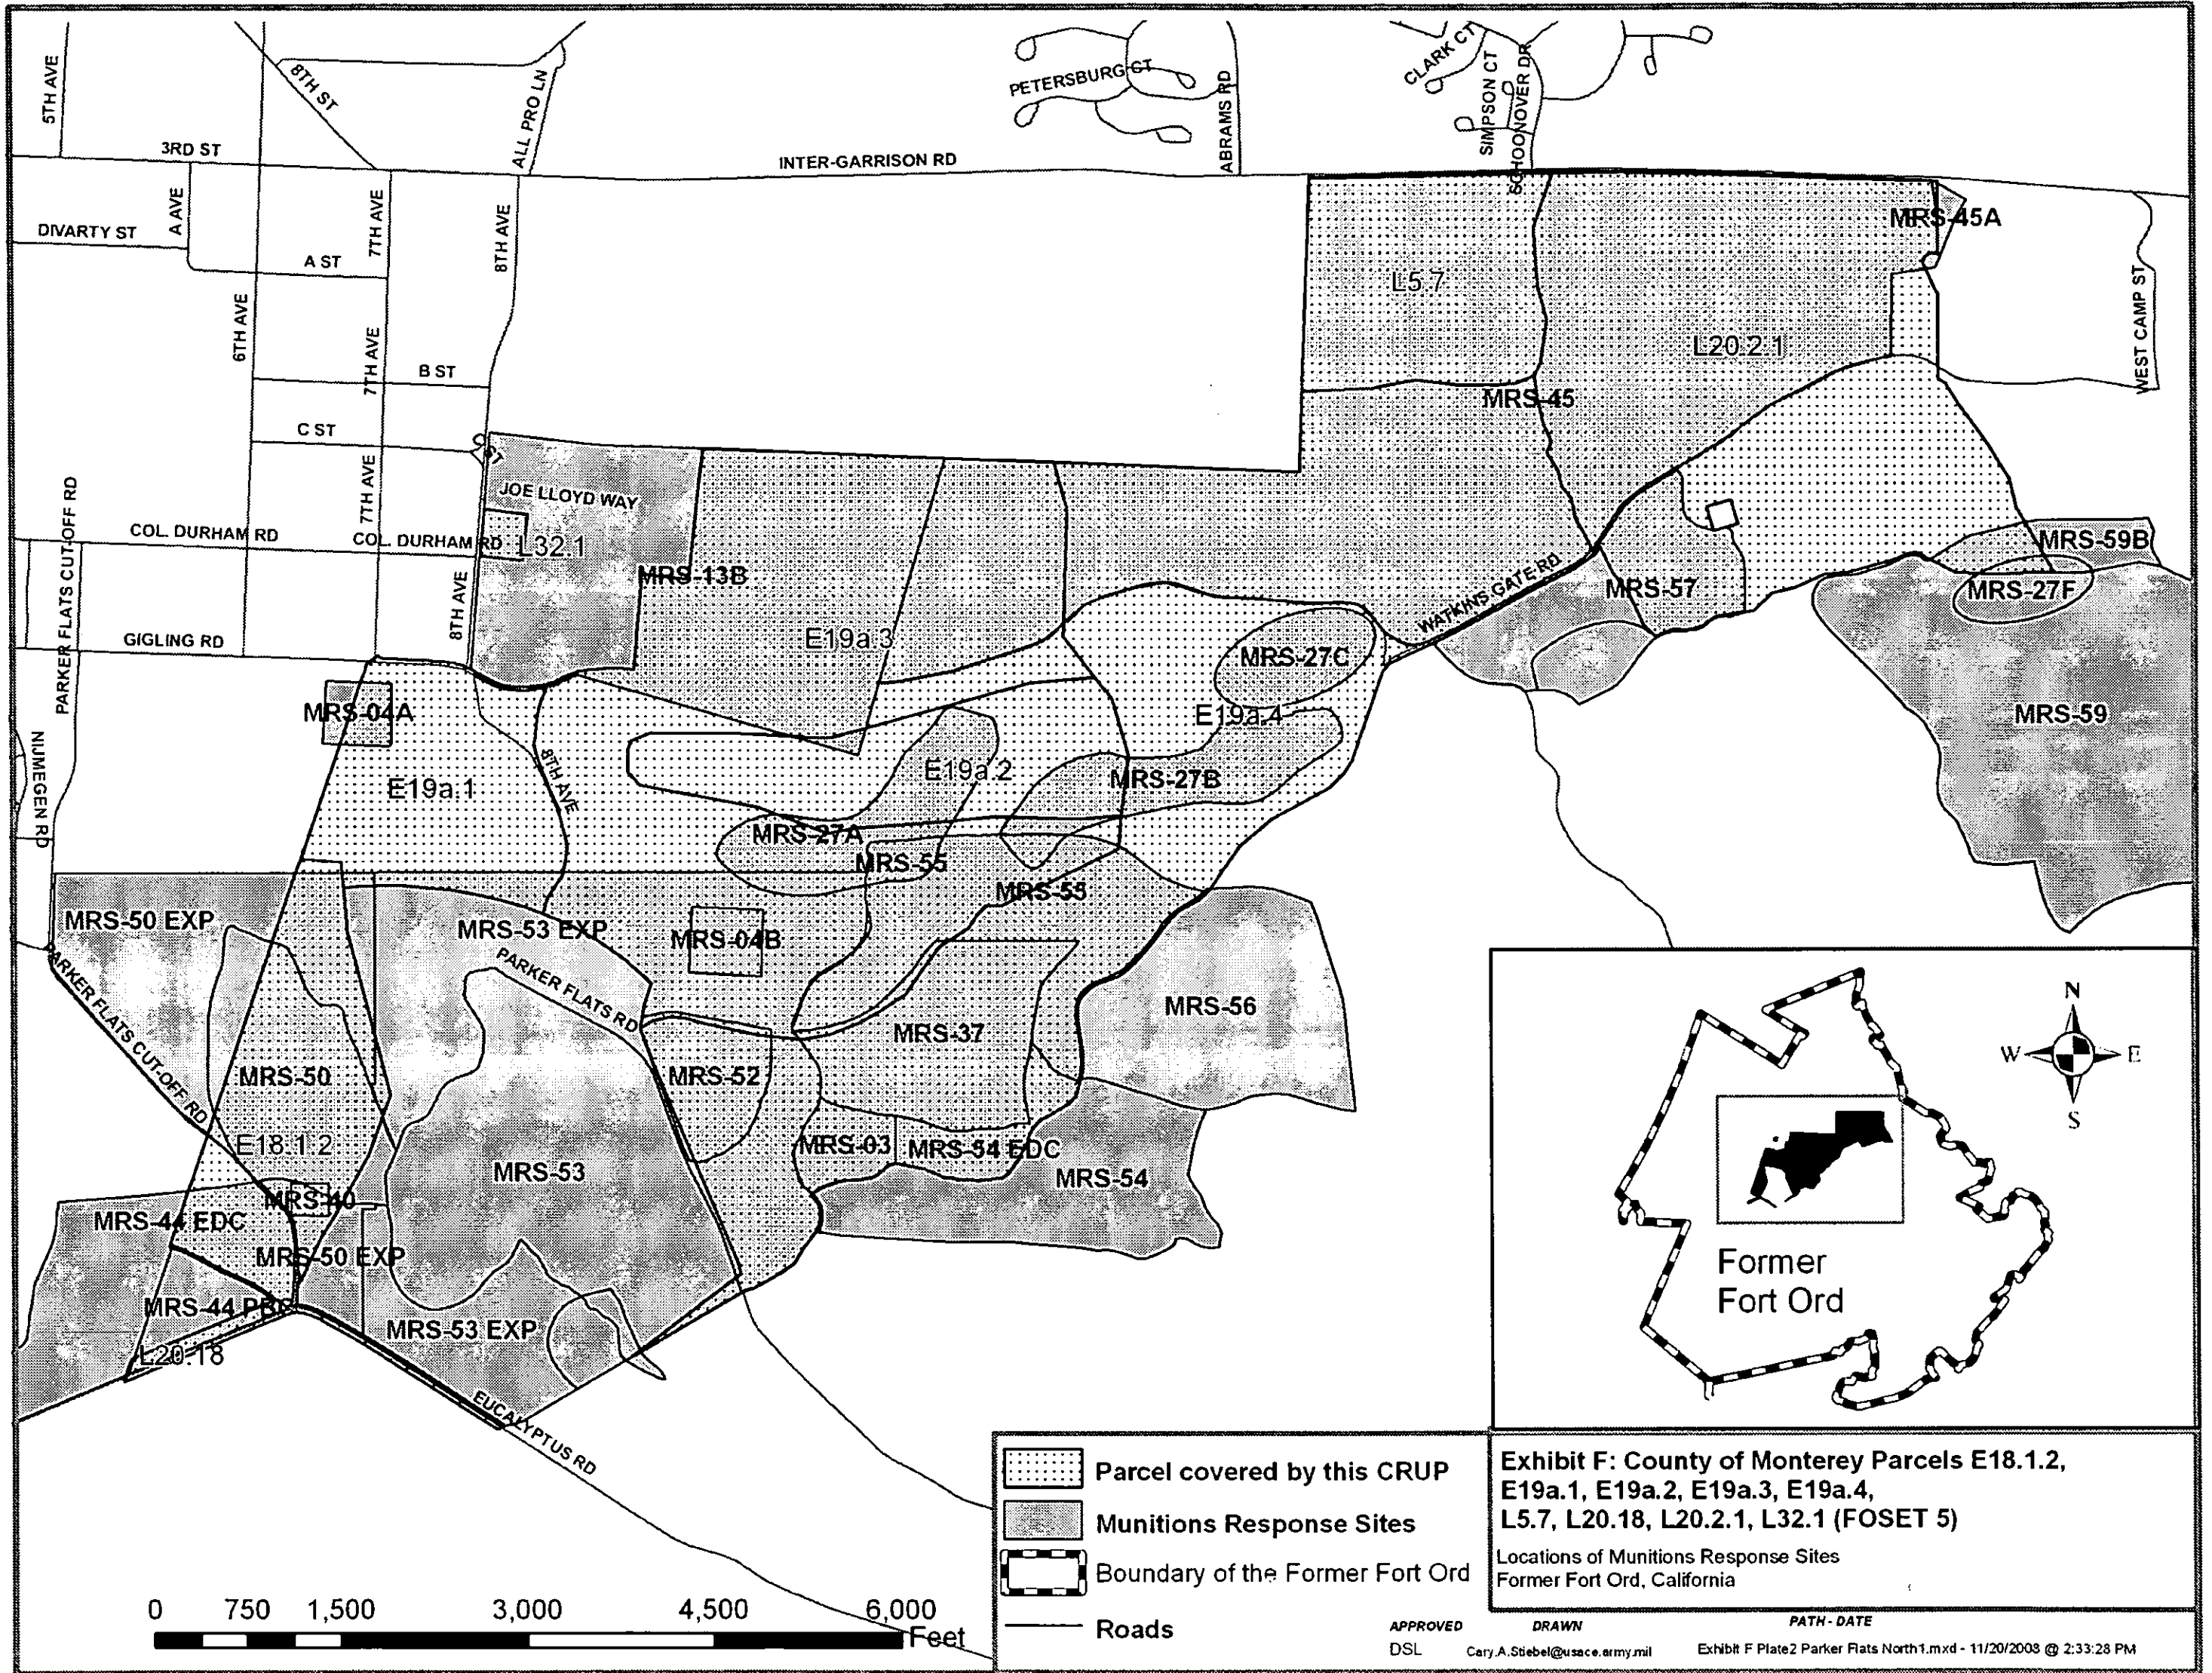 5TH AVE
8TH ST
ALL PRO LN
PETERSBURG CT
ABRAMS RD
CLARK CT
SIMPSON CT
SCHOONOVER DR
3RD ST
INTER-GARRISON RD
A AVE
7TH AVE
8TH AVE
DIVARTY ST
A ST
MRS-45A
L5.7
WEST CAMP ST
6TH AVE
7TH AVE
B ST
L20.2.1
MRS-45
C ST
ST
7TH AVE
JOE LLOYD WAY
PARKER FLATS CUT-OFF RD
COL. DURHAM RD
COL. DURHAM RD
L32.1
MRS-13B
MRS-59B
8TH AVE
WATKINS GATE RD
MRS-57
MRS-27F
GIGLING RD
E19a.3
MRS-27C
MRS-04A
E19a.4
MRS-59
NIJMEGEN RD
E19a.1
8TH AVE
E19a.2
MRS-27B
MRS-27A
MRS-55
MRS-55
MRS-50 EXP
MRS-53 EXP
MRS-04B
PARKER FLATS RD
PARKER FLATS CUT-OFF RD
MRS-56
MRS-37
MRS-50
MRS-52
E18.1.2
MRS-03
MRS-54 EDC
MRS-53
MRS-54
MRS-40
MRS-44 EDC
MRS-50 EXP
MRS-44 PBC
MRS-53 EXP
L20.18
EUCALYPTUS RD
N
W
E
S
Former
Fort Ord
Parcel covered by this CRUP
Munitions Response Sites
Boundary of the Former Fort Ord
Roads
0 750 1,500 3,000 4,500 6,000
Feet
Exhibit F: County of Monterey Parcels E18.1.2,
E19a.1, E19a.2, E19a.3, E19a.4,
L5.7, L20.18, L20.2.1, L32.1 (FOSET 5)
Locations of Munitions Response Sites
Former Fort Ord, California
APPROVED DRAWN PATH - DATE
DSL Cary.A.Stiebel@usace.army.mil Exhibit F Plate2 Parker Flats North1.mxd - 11/20/2008 @ 2:33:28 PM